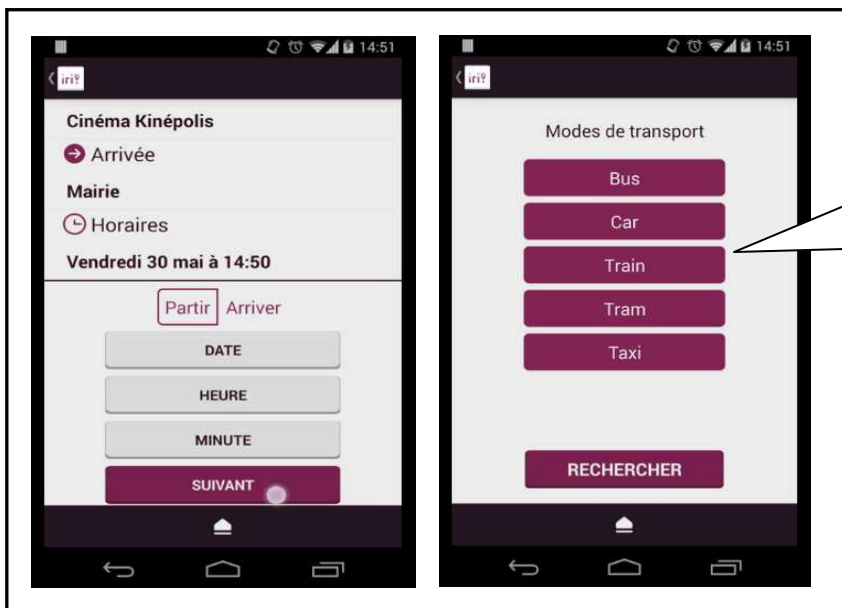 14:51
iri?
Cinéma Kinépolis
Arrivée
Mairie
Horaires
Vendredi 30 mai à 14:50
Partir Arriver
DATE
HEURE
MINUTE
SUIVANT
14:51
iri?
Modes de transport
Bus
Car
Train
Tram
Taxi
RECHERCHER